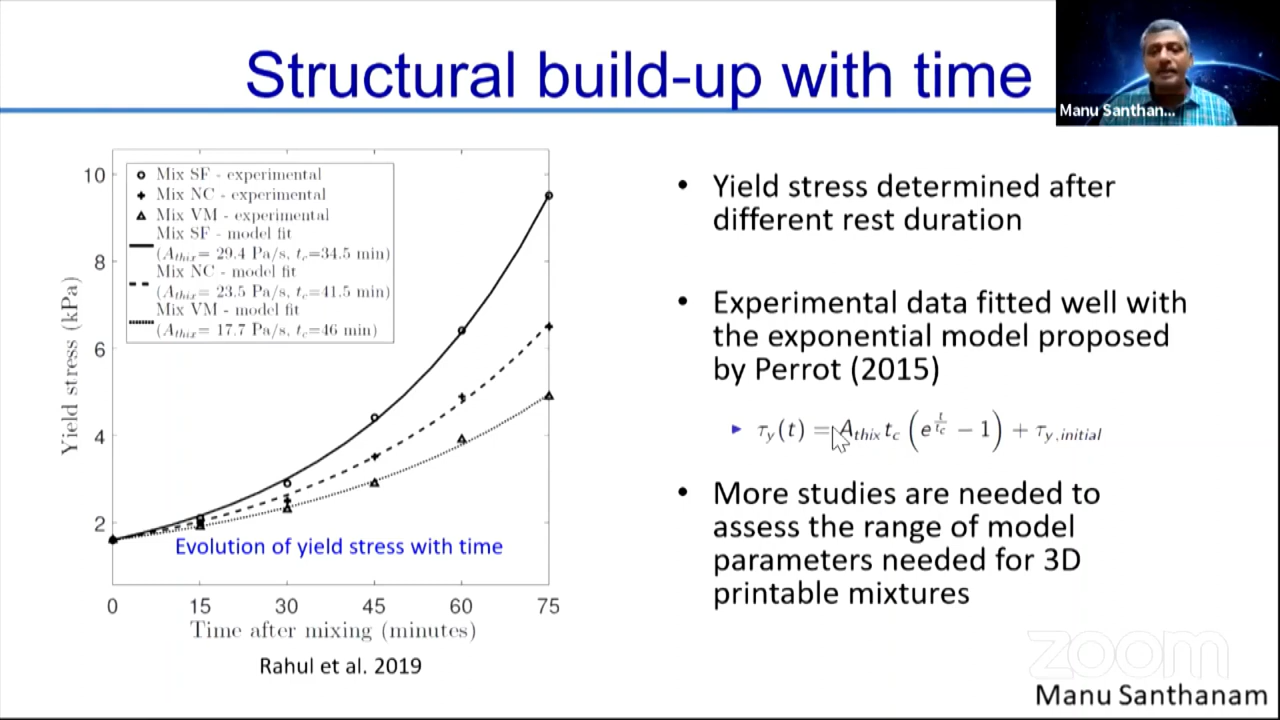 Structural build-up with time
Manu Santhan...
Mix SF - experimental
Mix NC - experimental
Mix VM - experimental
Mix SF - model fit
(A_thix= 29.4 Pa/s, t_c=34.5 min)
Mix NC - model fit
(A_thix= 23.5 Pa/s, t_c=41.5 min)
Mix VM - model fit
(A_thix= 17.7 Pa/s, t_c=46 min)
Yield stress (kPa)
10
8
6
4
2
Evolution of yield stress with time
0 15 30 45 60 75
Time after mixing (minutes)
Rahul et al. 2019
• Yield stress determined after
different rest duration
• Experimental data fitted well with
the exponential model proposed
by Perrot (2015)
▸ τ_y(t) = A_thix t_c (e^{t/t_c} − 1) + τ_{y,initial}
• More studies are needed to
assess the range of model
parameters needed for 3D
printable mixtures
zoom
Manu Santhanam